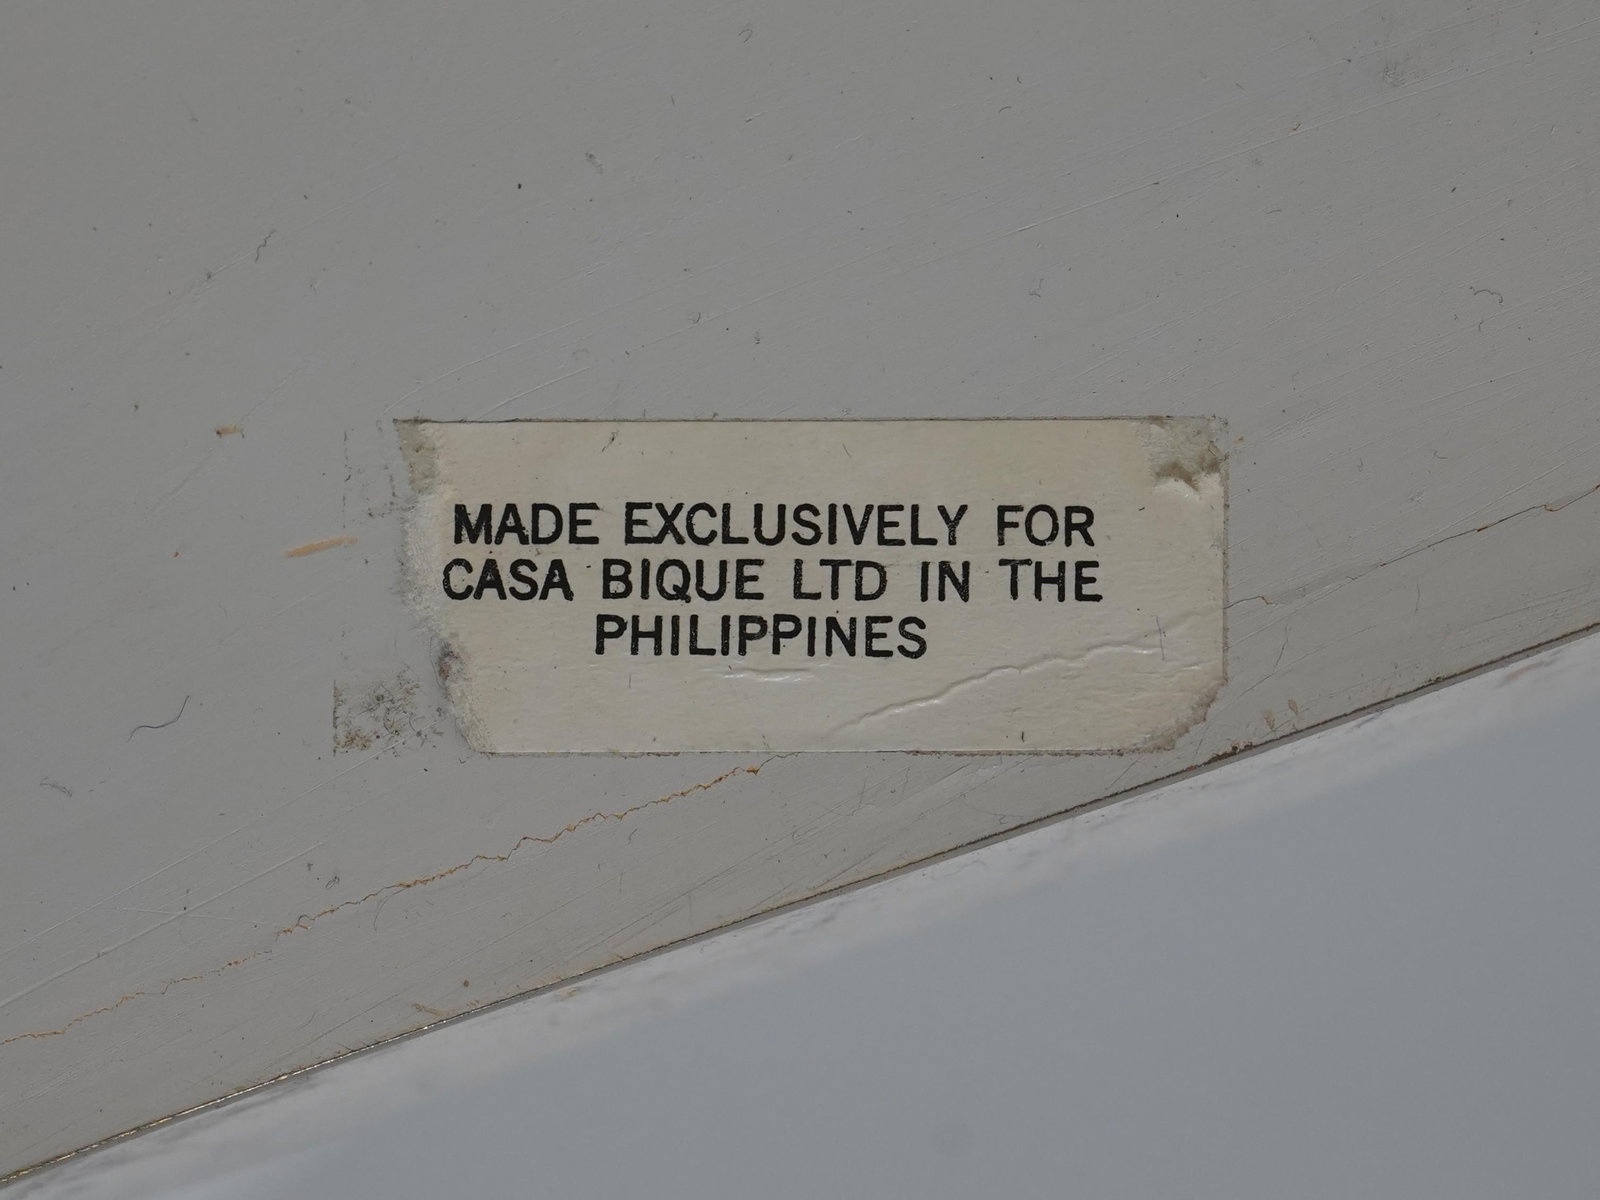 MADE EXCLUSIVELY FOR
CASA BIQUE LTD IN THE
PHILIPPINES